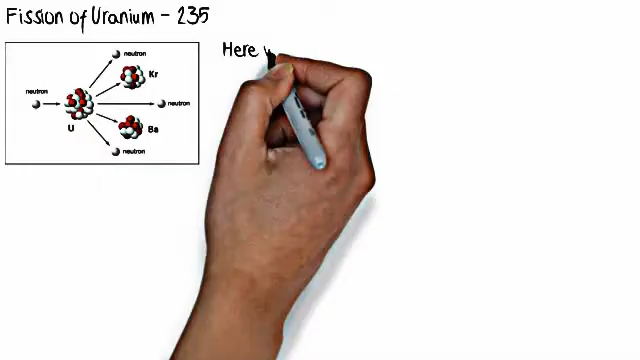 Fission of Uranium - 235
neutron
Kr
neutron
neutron
U
Ba
neutron
Here